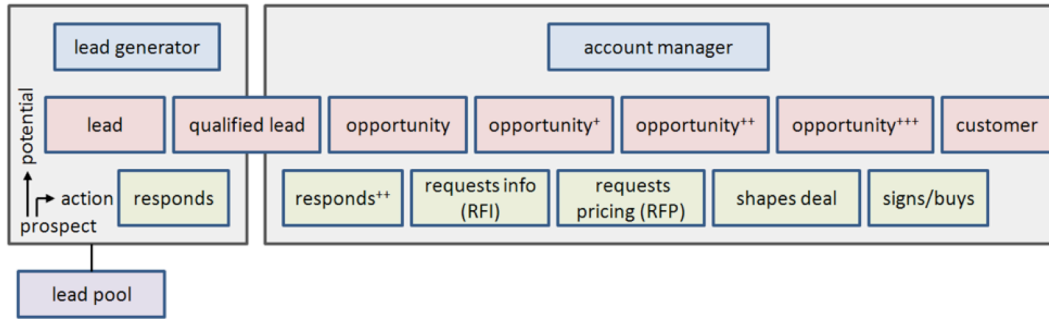 lead generator
account manager
potential
lead
qualified lead
opportunity
opportunity⁺
opportunity⁺⁺
opportunity⁺⁺⁺
customer
action
prospect
responds
responds⁺⁺
requests info
(RFI)
requests
pricing (RFP)
shapes deal
signs/buys
lead pool